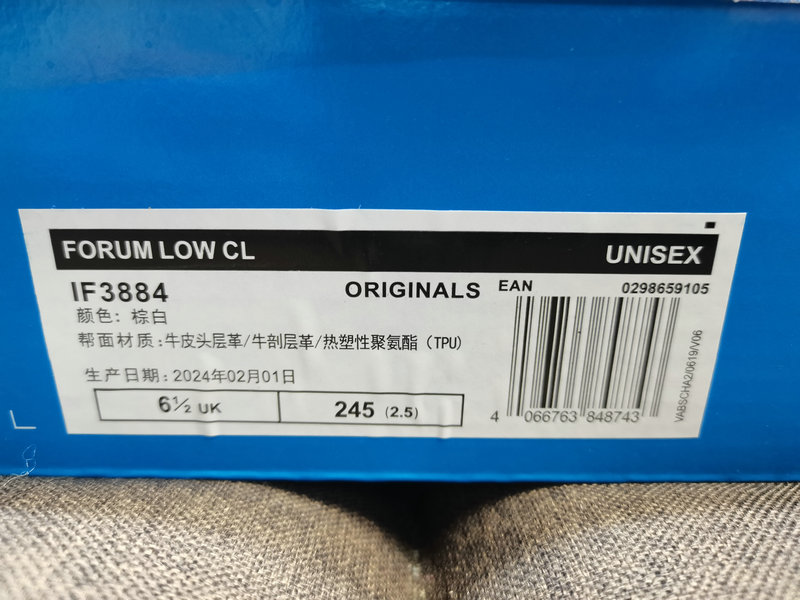 FORUM LOW CL UNISEX
IF3884 ORIGINALS EAN 0298659105
颜色: 棕白
帮面材质: 牛皮头层革/牛剖层革/热塑性聚氨酯（TPU)
生产日期: 2024年02月01日
6½ UK 245 (2.5)
4 066763 848743
VABSCHA2/0619/V06